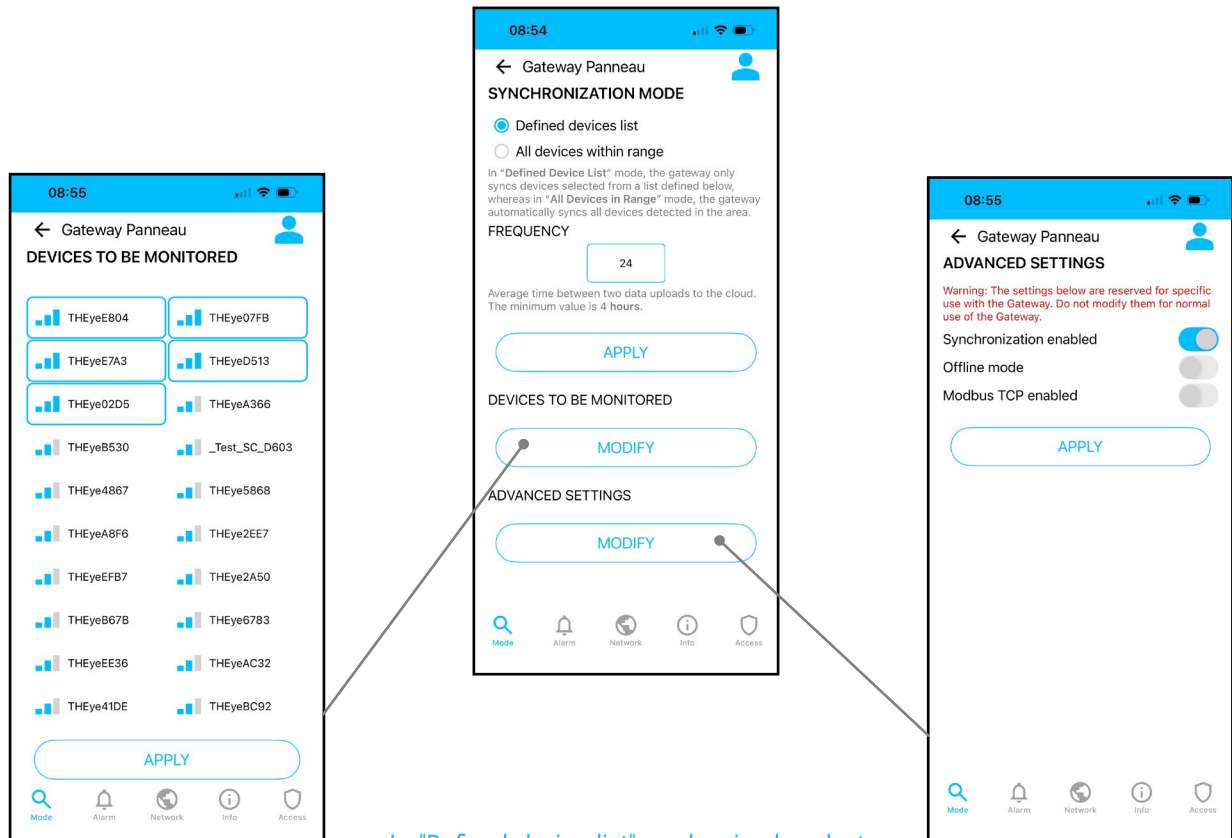 08:54
Gateway Panneau
SYNCHRONIZATION MODE
Defined devices list
All devices within range
In "Defined Device List" mode, the gateway only
syncs devices selected from a list defined below,
whereas in "All Devices in Range" mode, the gateway
automatically syncs all devices detected in the area.
FREQUENCY
24
Average time between two data uploads to the cloud.
The minimum value is 4 hours.
APPLY
DEVICES TO BE MONITORED
MODIFY
ADVANCED SETTINGS
MODIFY
Mode Alarm Network Info Access
08:55
Gateway Panneau
DEVICES TO BE MONITORED
THEyeE804 THEye07FB
THEyeE7A3 THEyeD513
THEye02D5 THEyeA366
THEyeB530 _Test_SC_D603
THEye4867 THEye5868
THEyeA8F6 THEye2EE7
THEyeEFB7 THEye2A50
THEyeB67B THEye6783
THEyeEE36 THEyeAC32
THEye41DE THEyeBC92
APPLY
Mode Alarm Network Info Access
08:55
Gateway Panneau
ADVANCED SETTINGS
Warning: The settings below are reserved for specific
use with the Gateway. Do not modify them for normal
use of the Gateway.
Synchronization enabled
Offline mode
Modbus TCP enabled
APPLY
Mode Alarm Network Info Access